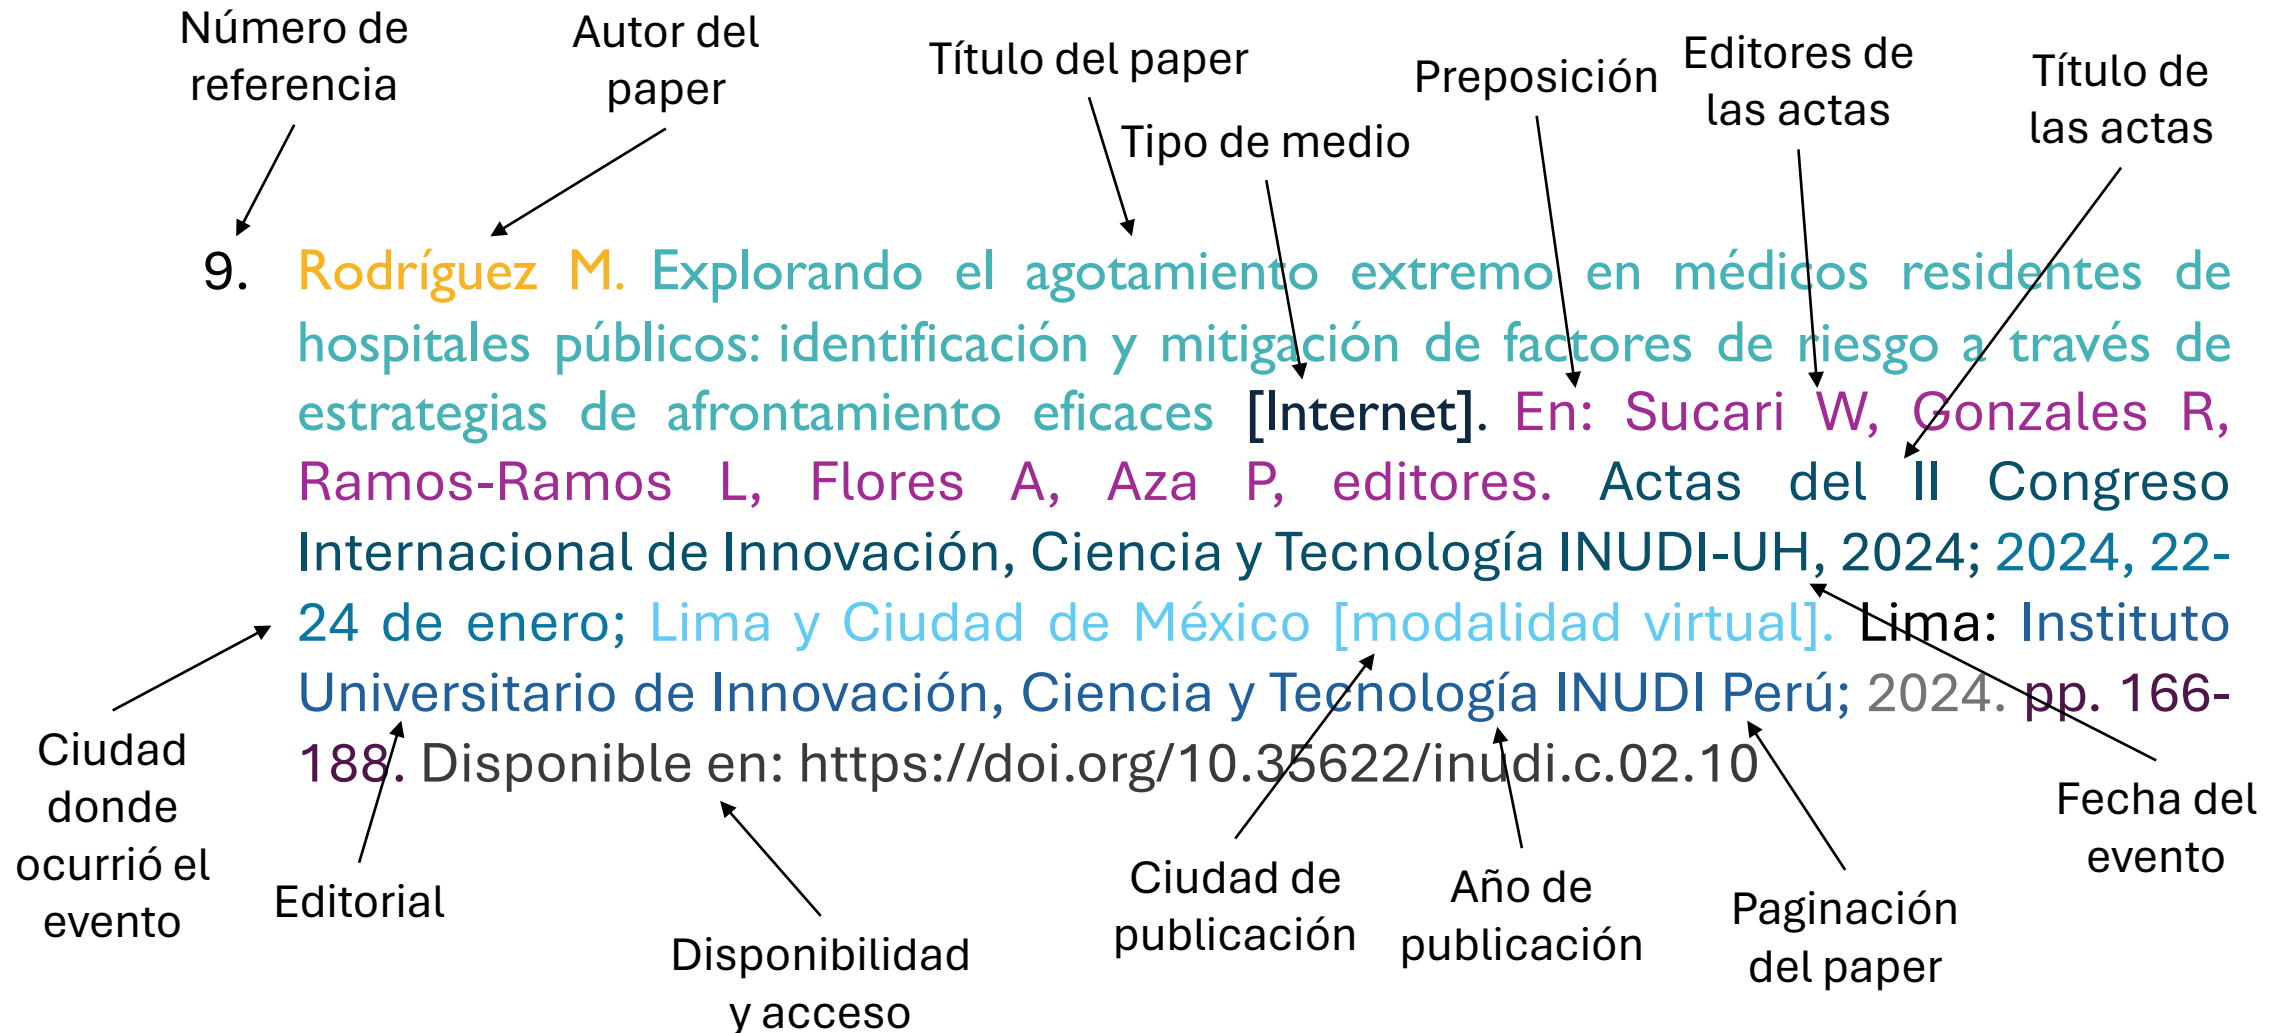 Número de
referencia
Autor del
paper
Título del paper
Tipo de medio
Preposición
Editores de
las actas
Título de
las actas
9. Rodríguez M. Explorando el agotamiento extremo en médicos residentes de
hospitales públicos: identificación y mitigación de factores de riesgo a través de
estrategias de afrontamiento eficaces [Internet]. En: Sucari W, Gonzales R,
Ramos-Ramos L, Flores A, Aza P, editores. Actas del II Congreso
Internacional de Innovación, Ciencia y Tecnología INUDI-UH, 2024; 2024, 22-
24 de enero; Lima y Ciudad de México [modalidad virtual]. Lima: Instituto
Universitario de Innovación, Ciencia y Tecnología INUDI Perú; 2024. pp. 166-
188. Disponible en: https://doi.org/10.35622/inudi.c.02.10
Ciudad
donde
ocurrió el
evento
Editorial
Disponibilidad
y acceso
Ciudad de
publicación
Año de
publicación
Paginación
del paper
Fecha del
evento